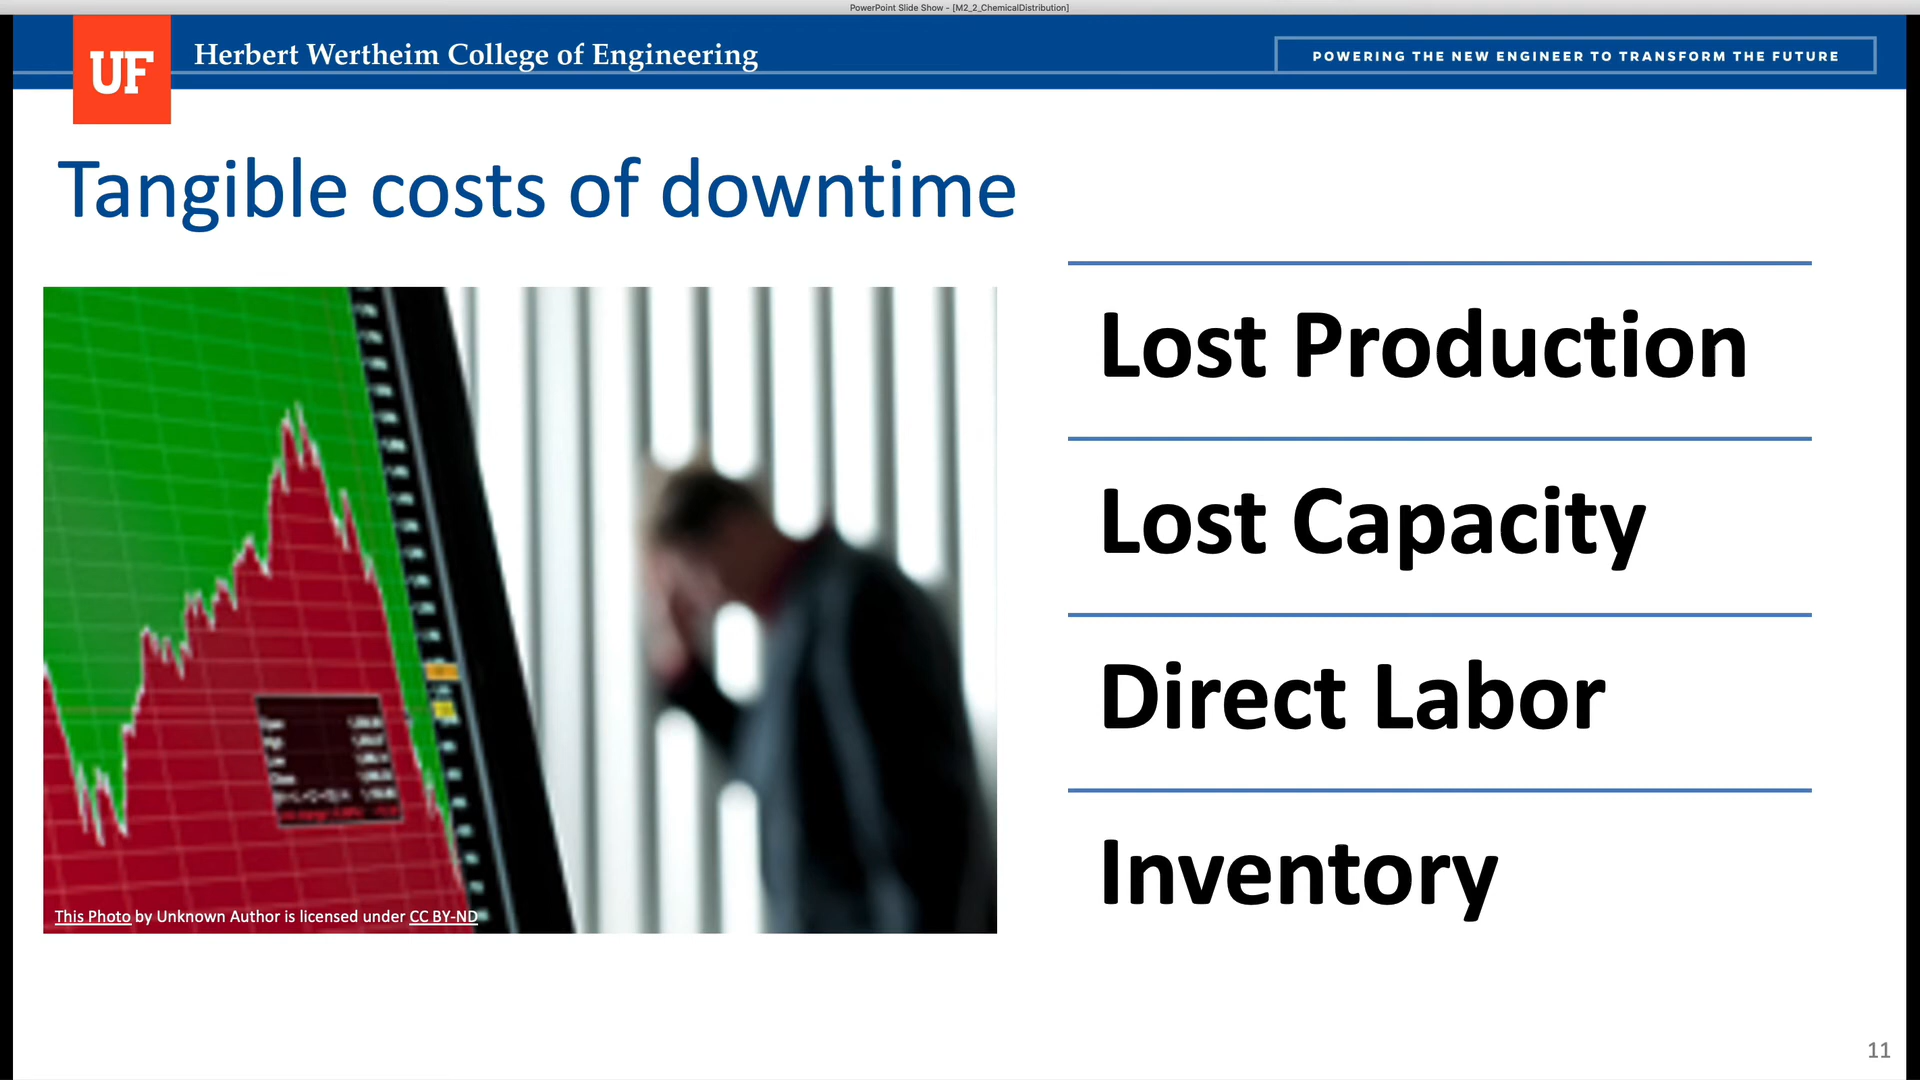 PowerPoint Slide Show - [M2_2_ChemicalDistribution]
UF
Herbert Wertheim College of Engineering
POWERING THE NEW ENGINEER TO TRANSFORM THE FUTURE
Tangible costs of downtime
Lost Production
Lost Capacity
Direct Labor
Inventory
This Photo by Unknown Author is licensed under CC BY-ND
11